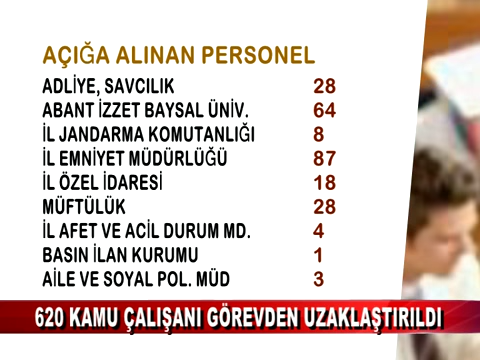 AÇIĞA ALINAN PERSONEL
ADLİYE, SAVCILIK 28
ABANT İZZET BAYSAL ÜNİV. 64
İL JANDARMA KOMUTANLIĞI 8
İL EMNİYET MÜDÜRLÜĞÜ 87
İL ÖZEL İDARESİ 18
MÜFTÜLÜK 28
İL AFET VE ACİL DURUM MD. 4
BASIN İLAN KURUMU 1
AİLE VE SOYAL POL. MÜD 3
620 KAMU ÇALIŞANI GÖREVDEN UZAKLAŞTIRILDI